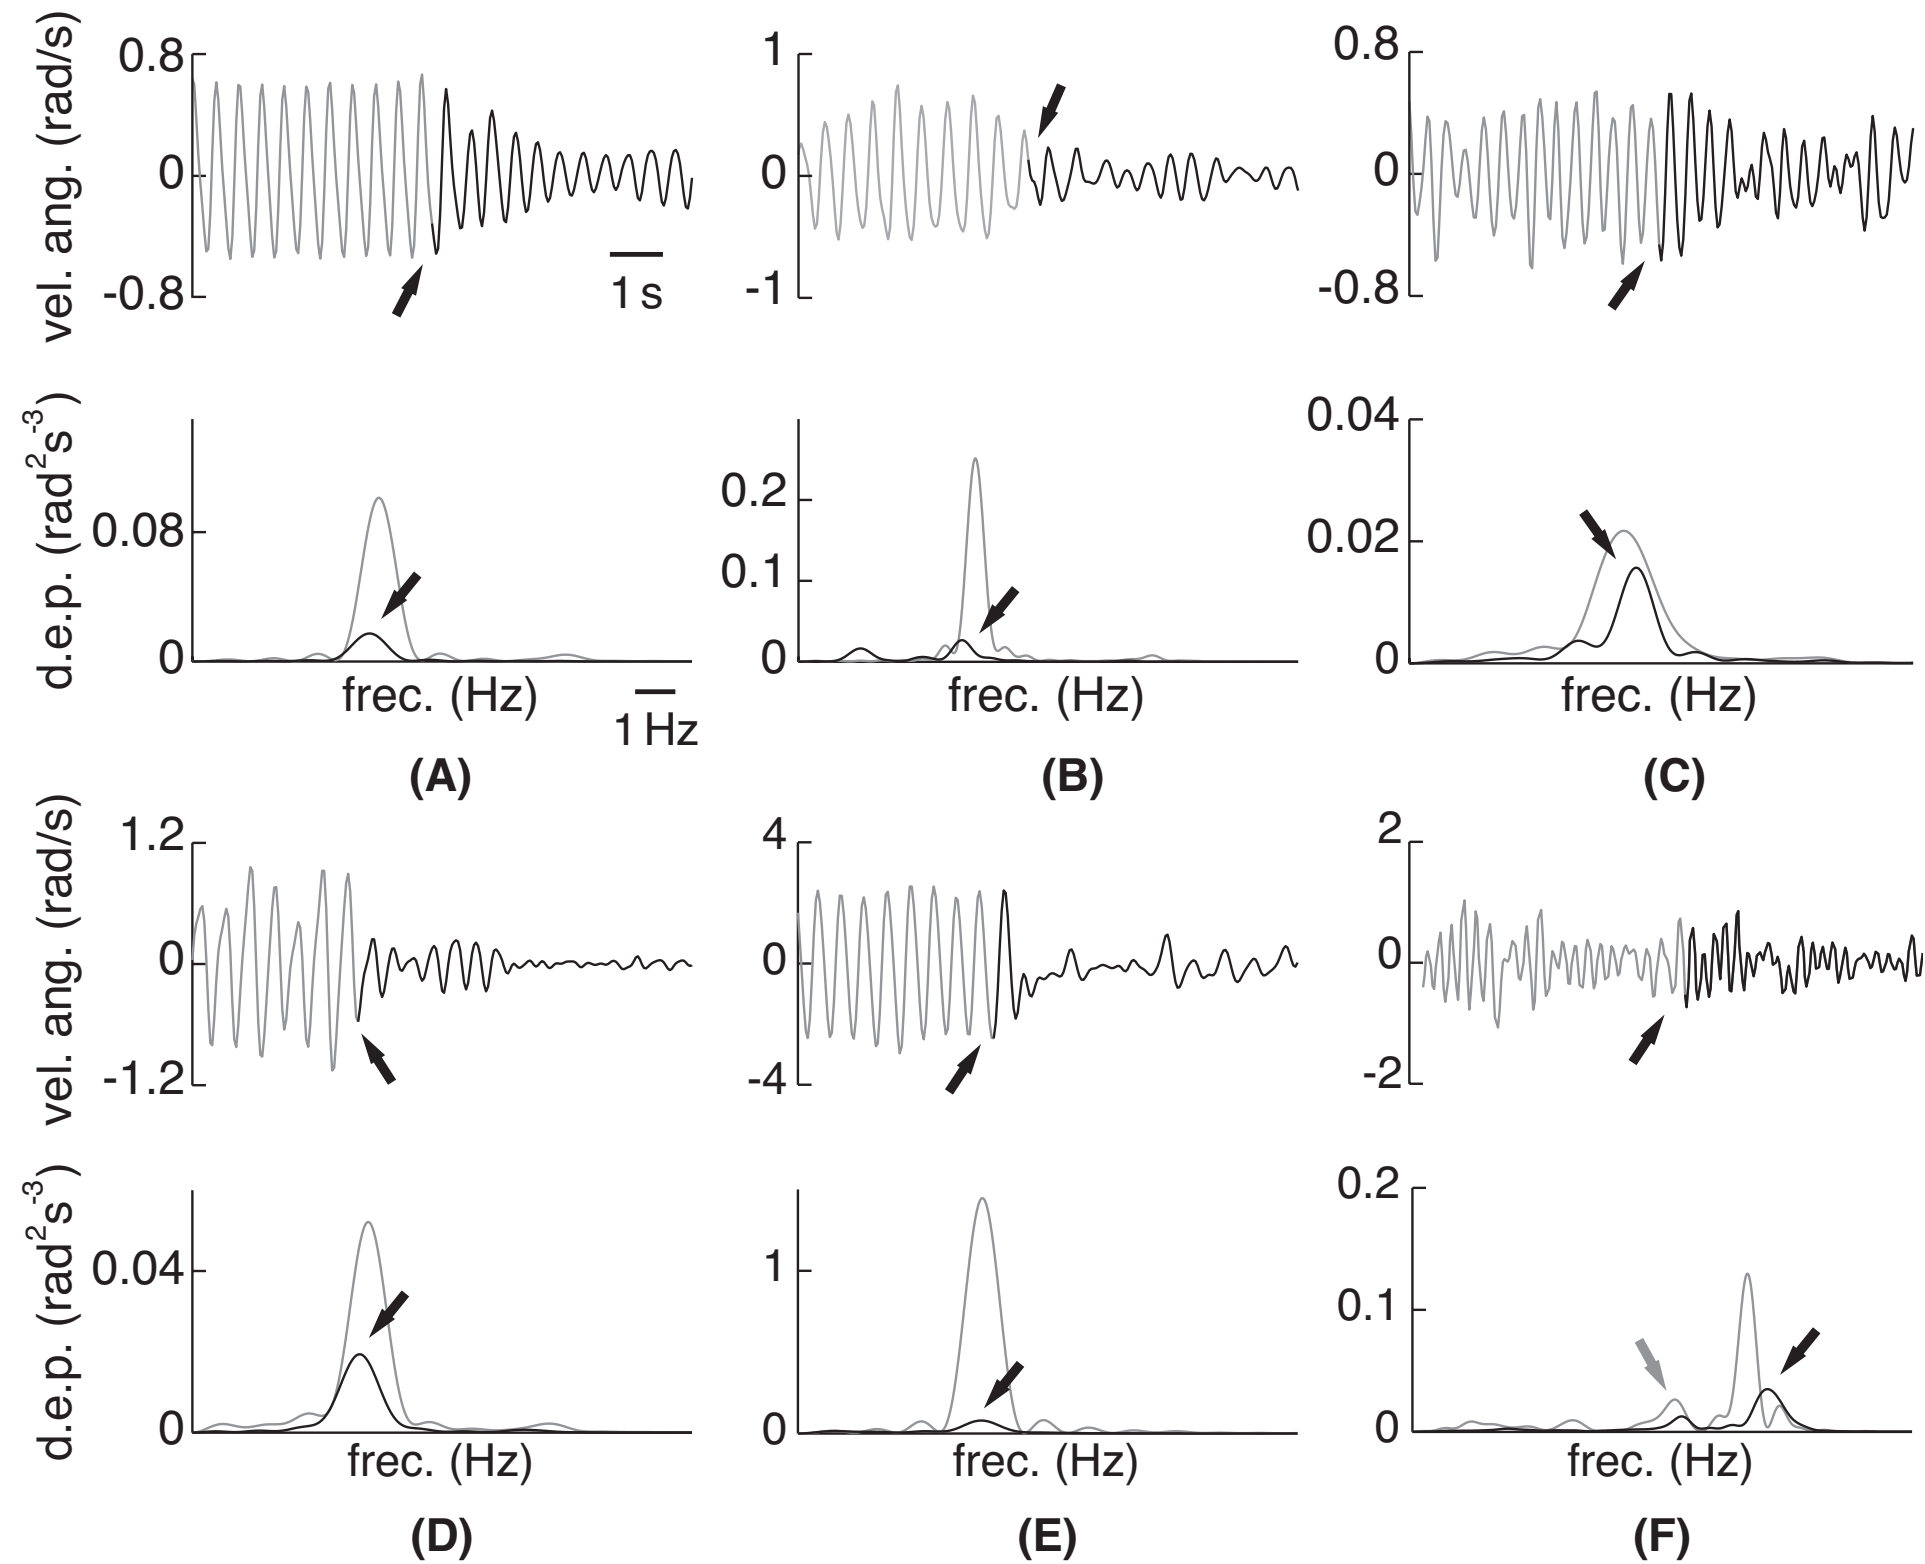 vel. ang. (rad/s)
0.8
0
-0.8
1 s
1
0
-1
0.8
0
-0.8
d.e.p. (rad2s-3)
0.08
0
frec. (Hz)
1 Hz
0.2
0.1
0
frec. (Hz)
0.04
0.02
0
frec. (Hz)
(A)
(B)
(C)
vel. ang. (rad/s)
1.2
0
-1.2
4
0
-4
2
0
-2
d.e.p. (rad2s-3)
0.04
0
frec. (Hz)
1
0
frec. (Hz)
0.2
0.1
0
frec. (Hz)
(D)
(E)
(F)